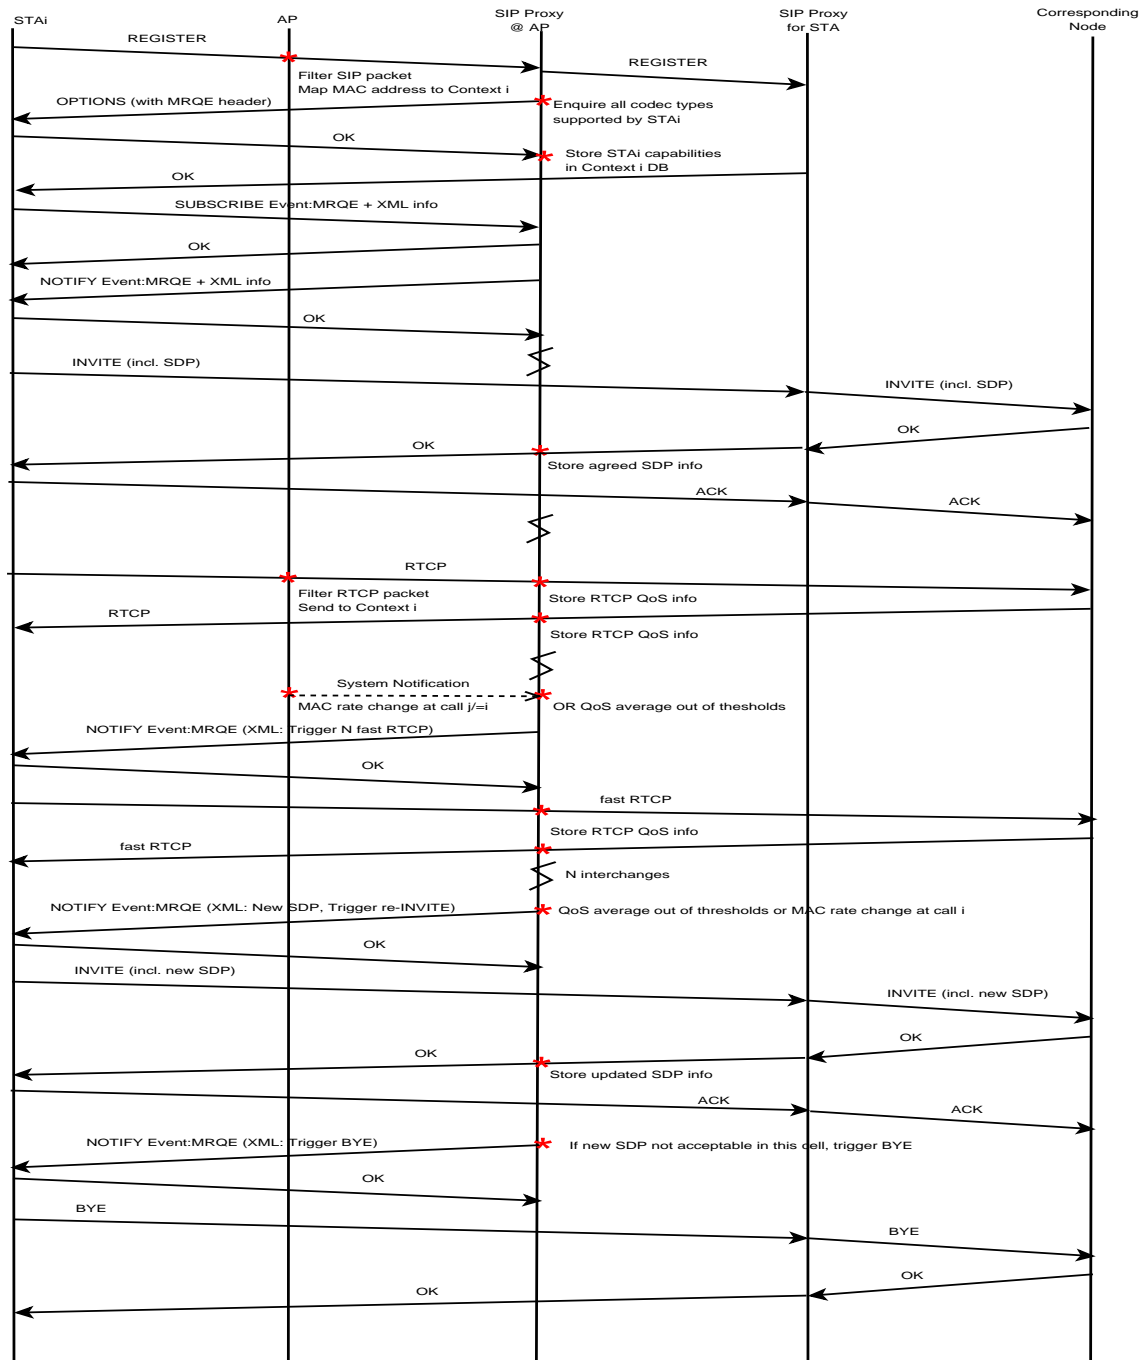 STAi
AP
SIP Proxy
@ AP
SIP Proxy
for STA
Corresponding
Node
REGISTER
REGISTER
Filter SIP packet
Map MAC address to Context i
OPTIONS (with MRQE header)
Enquire all codec types
supported by STAi
OK
Store STAi capabilities
in Context i DB
OK
SUBSCRIBE Event:MRQE + XML info
OK
NOTIFY Event:MRQE + XML info
OK
INVITE (incl. SDP)
INVITE (incl. SDP)
OK
OK
Store agreed SDP info
ACK
ACK
RTCP
Filter RTCP packet
Send to Context i
Store RTCP QoS info
RTCP
Store RTCP QoS info
System Notification
MAC rate change at call j/=i
OR QoS average out of thesholds
NOTIFY Event:MRQE (XML: Trigger N fast RTCP)
OK
fast RTCP
Store RTCP QoS info
fast RTCP
N interchanges
NOTIFY Event:MRQE (XML: New SDP, Trigger re-INVITE)
QoS average out of thresholds or MAC rate change at call i
OK
INVITE (incl. new SDP)
INVITE (incl. new SDP)
OK
OK
Store updated SDP info
ACK
ACK
NOTIFY Event:MRQE (XML: Trigger BYE)
If new SDP not acceptable in this cell, trigger BYE
OK
BYE
BYE
OK
OK